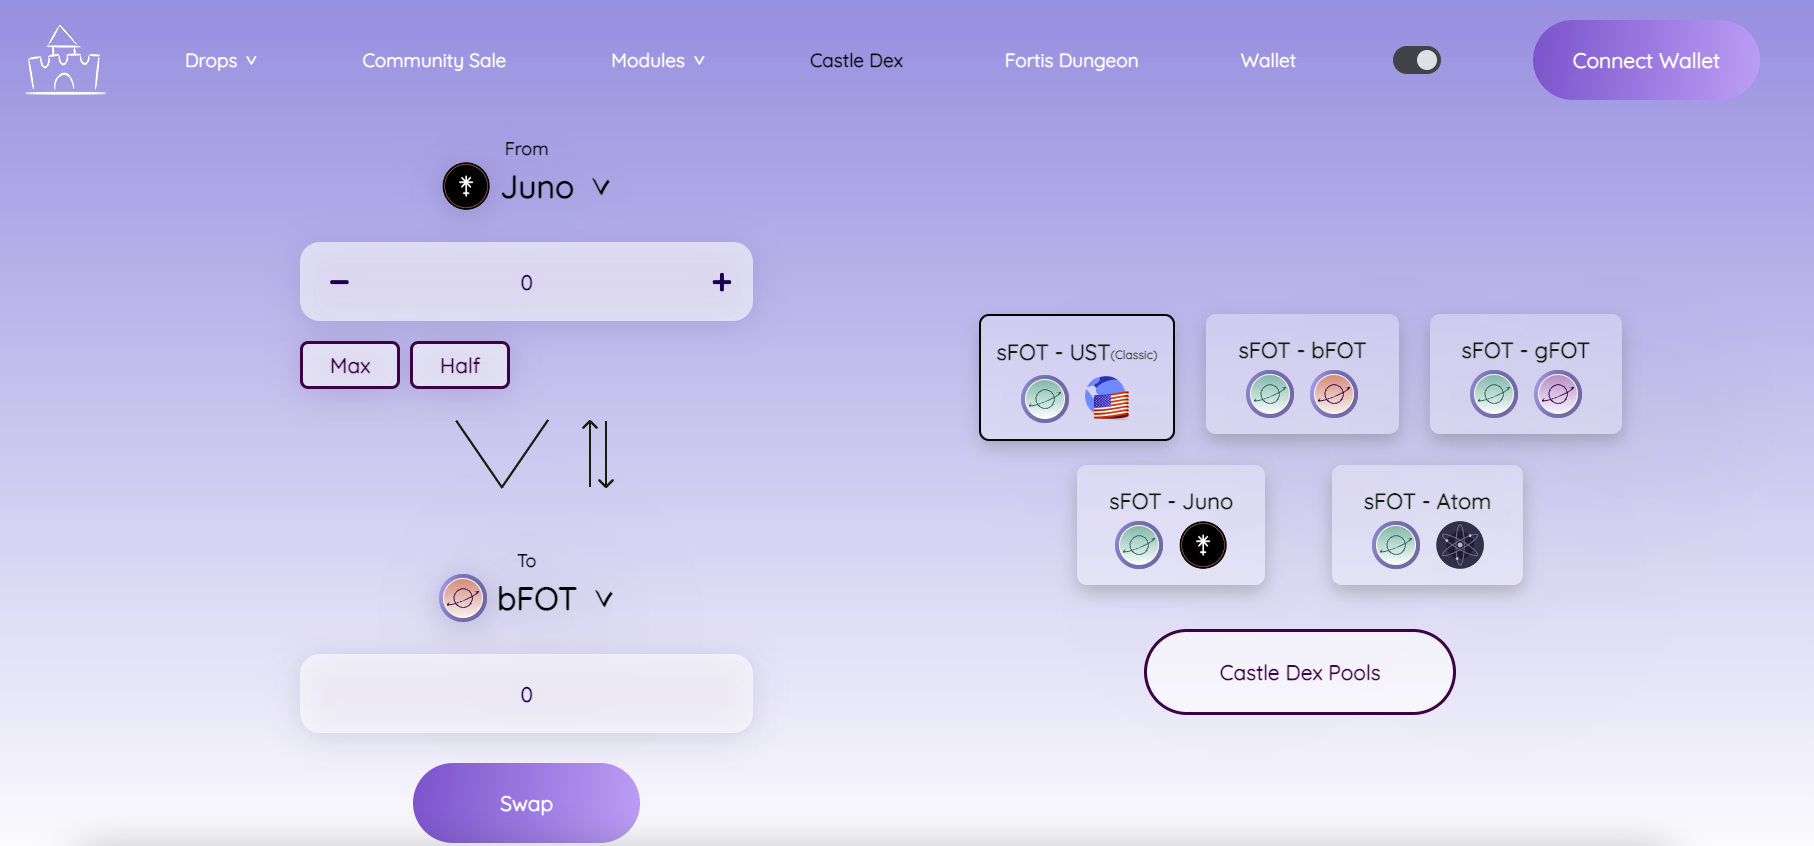 Drops
Community Sale
Modules
Castle Dex
Fortis Dungeon
Wallet
Connect Wallet
From
Juno
0
Max
Half
To
bFOT
0
Swap
sFOT - UST(Classic)
sFOT - bFOT
sFOT - gFOT
sFOT - Juno
sFOT - Atom
Castle Dex Pools